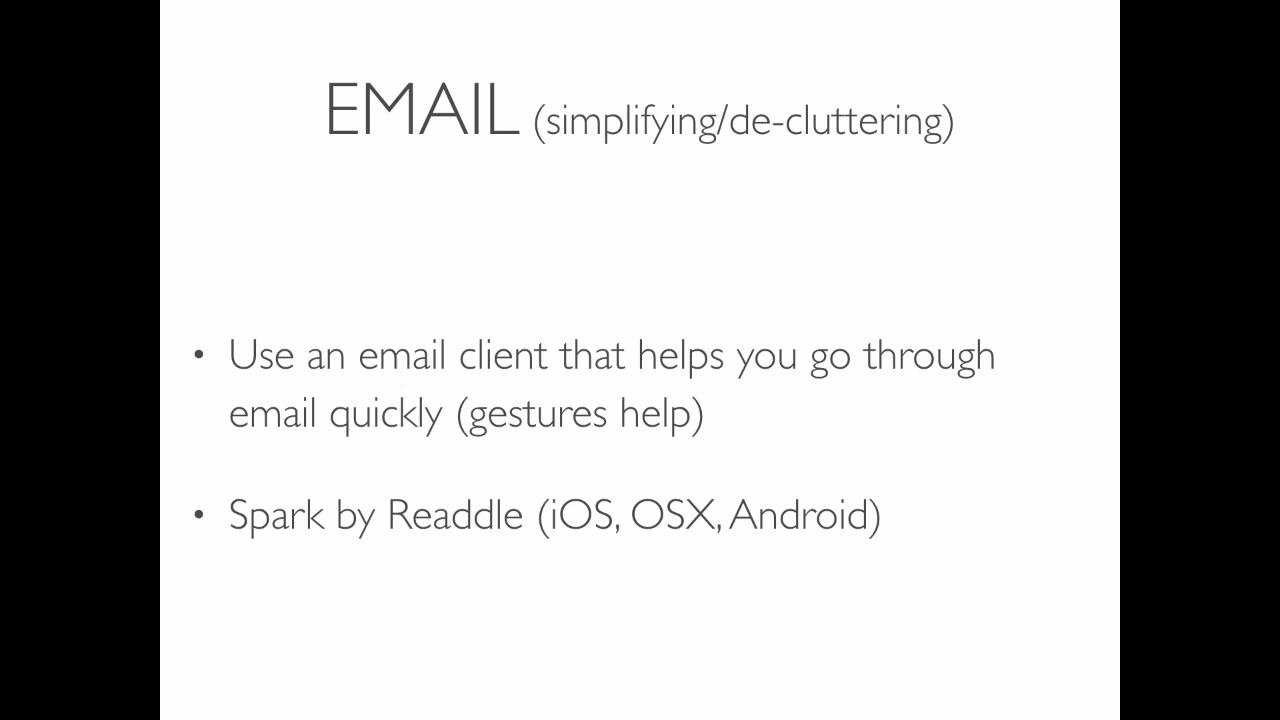 EMAIL (simplifying/de-cluttering)
• Use an email client that helps you go through
email quickly (gestures help)
• Spark by Readdle (iOS, OSX, Android)